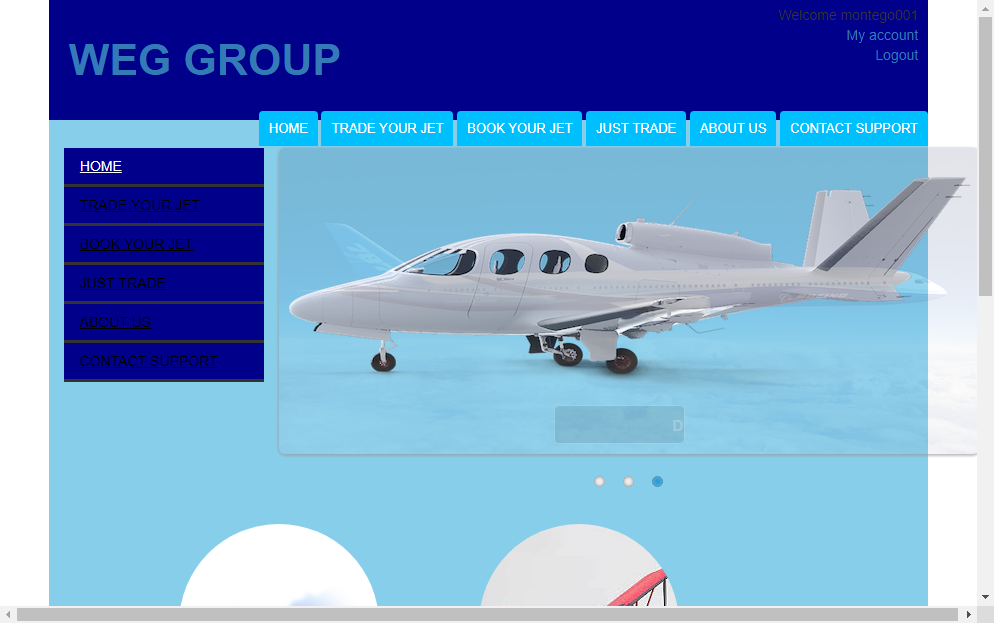 Welcome montego001
My account
Logout
WEG GROUP
HOME TRADE YOUR JET BOOK YOUR JET JUST TRADE ABOUT US CONTACT SUPPORT
HOME
TRADE YOUR JET
BOOK YOUR JET
JUST TRADE
ABOUT US
CONTACT SUPPORT
D